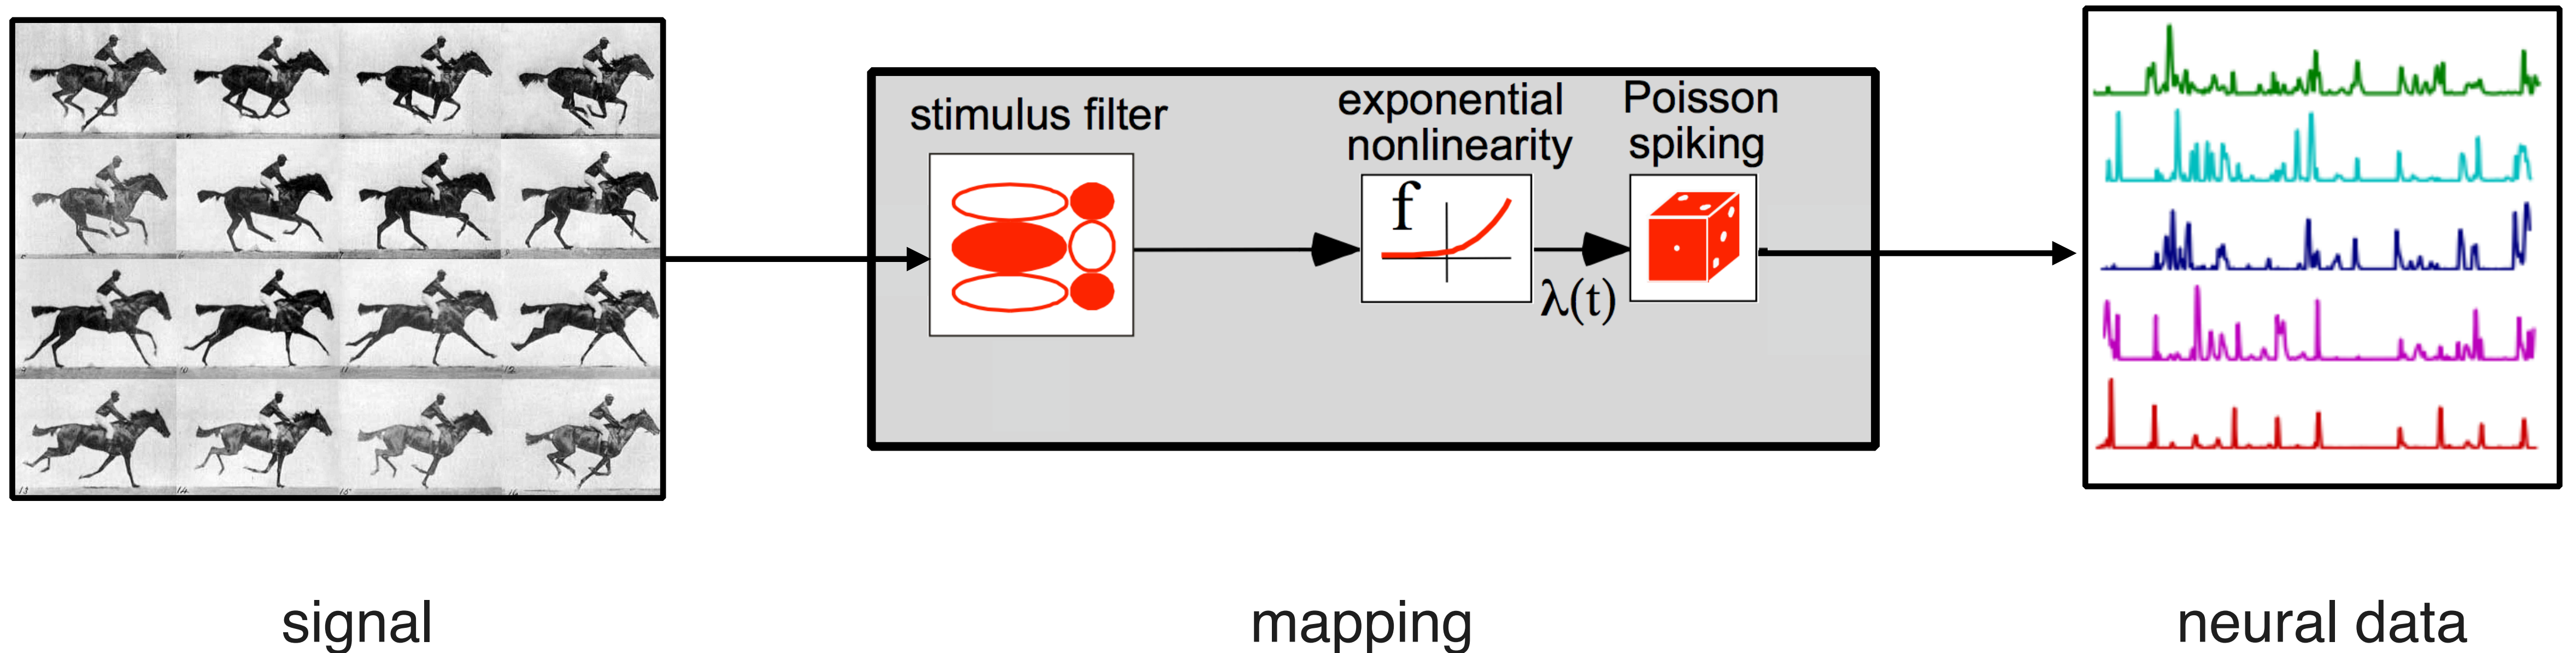 stimulus filter
exponential
nonlinearity
Poisson
spiking
f
λ(t)
signal
mapping
neural data